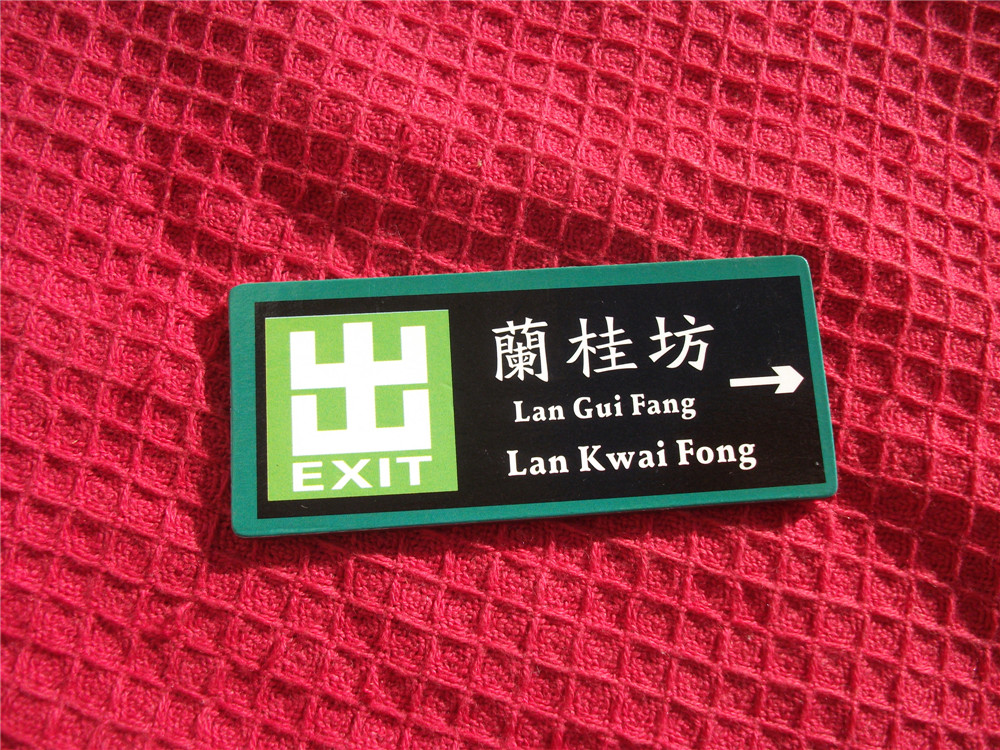 出
EXIT
蘭桂坊
Lan Gui Fang
Lan Kwai Fong